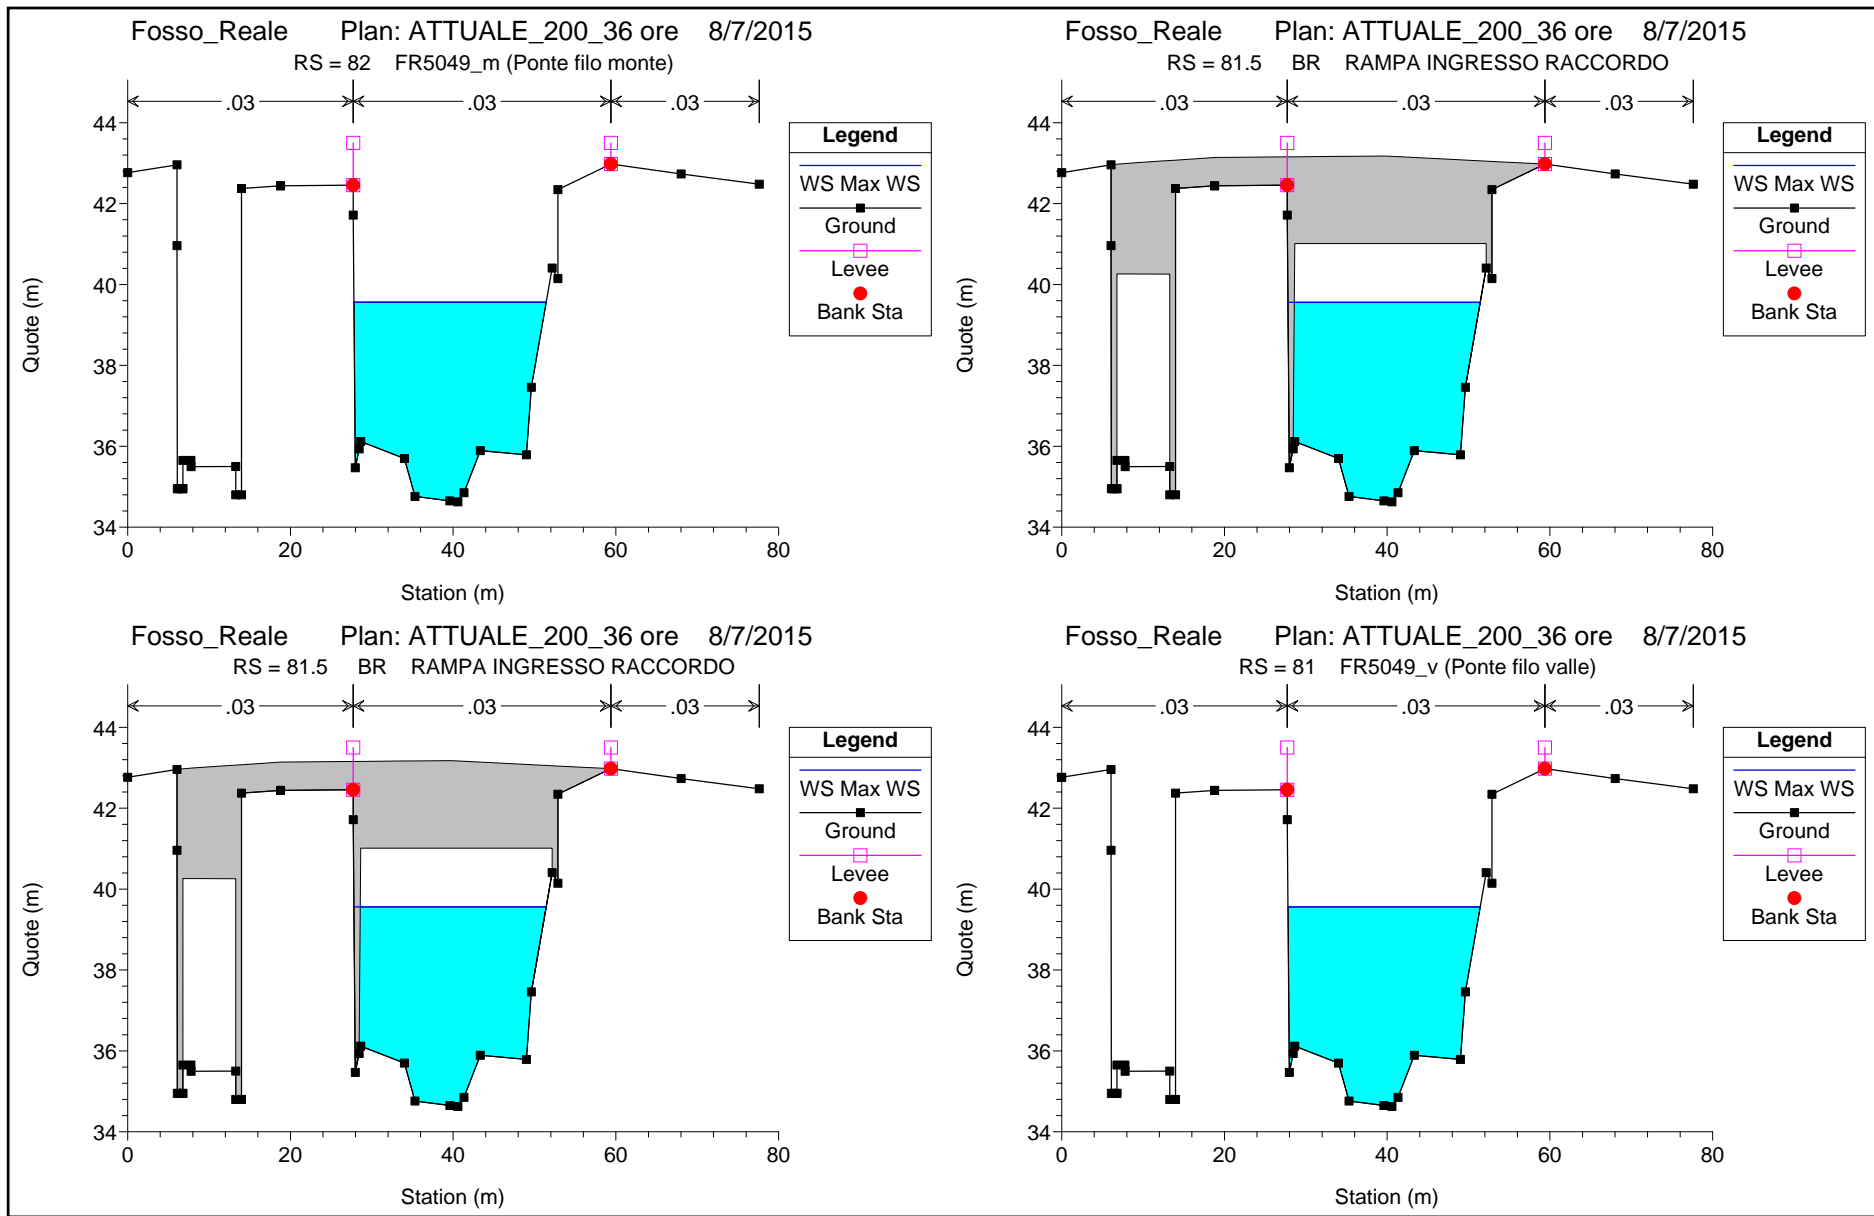 Fosso_Reale Plan: ATTUALE_200_36 ore 8/7/2015
RS = 82 FR5049_m (Ponte filo monte)
.03 .03 .03
44
42
40
38
36
34
Quote (m)
0 20 40 60 80
Station (m)
Legend
WS Max WS
Ground
Levee
Bank Sta
Fosso_Reale Plan: ATTUALE_200_36 ore 8/7/2015
RS = 81.5 BR RAMPA INGRESSO RACCORDO
.03 .03 .03
44
42
40
38
36
34
Quote (m)
0 20 40 60 80
Station (m)
Legend
WS Max WS
Ground
Levee
Bank Sta
Fosso_Reale Plan: ATTUALE_200_36 ore 8/7/2015
RS = 81.5 BR RAMPA INGRESSO RACCORDO
.03 .03 .03
44
42
40
38
36
34
Quote (m)
0 20 40 60 80
Station (m)
Legend
WS Max WS
Ground
Levee
Bank Sta
Fosso_Reale Plan: ATTUALE_200_36 ore 8/7/2015
RS = 81 FR5049_v (Ponte filo valle)
.03 .03 .03
44
42
40
38
36
34
Quote (m)
0 20 40 60 80
Station (m)
Legend
WS Max WS
Ground
Levee
Bank Sta